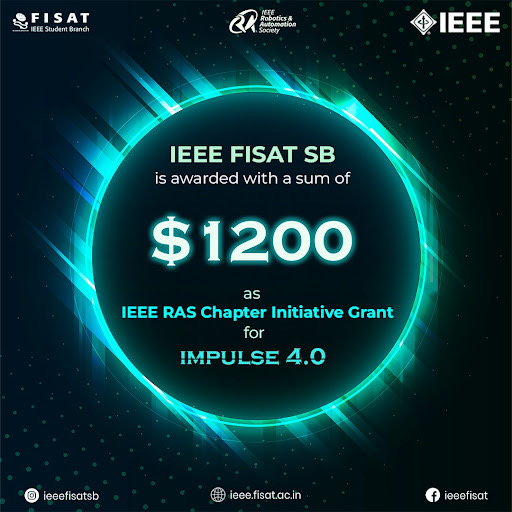 FISAT
IEEE Student Branch
IEEE
Robotics &
Automation
Society
IEEE
IEEE FISAT SB
is awarded with a sum of
$1200
as
IEEE RAS Chapter Initiative Grant
for
IMPULSE 4.0
ieeefisatsb
ieee.fisat.ac.in
ieeefisat